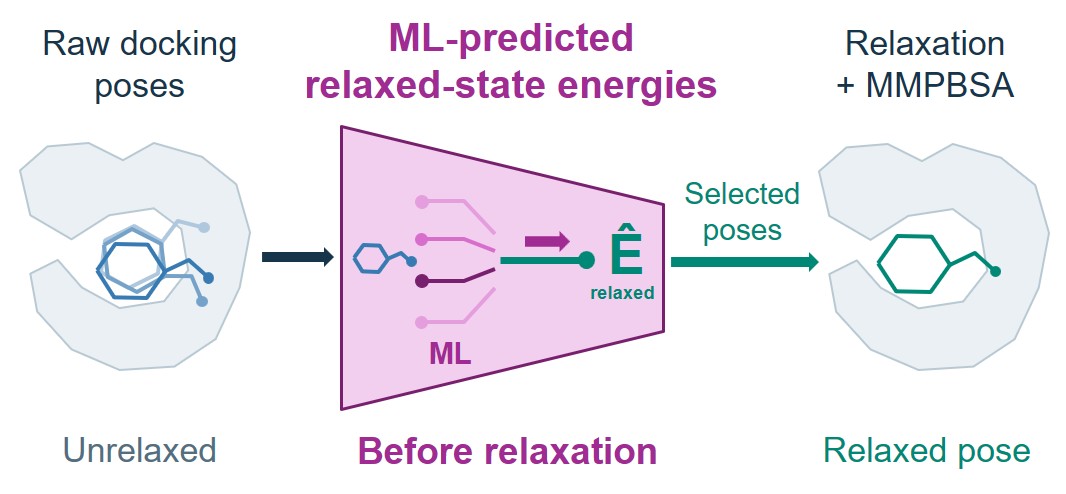 Raw docking
poses
ML-predicted
relaxed-state energies
Relaxation
+ MMPBSA
Selected
poses
Ê
relaxed
ML
Unrelaxed
Before relaxation
Relaxed pose